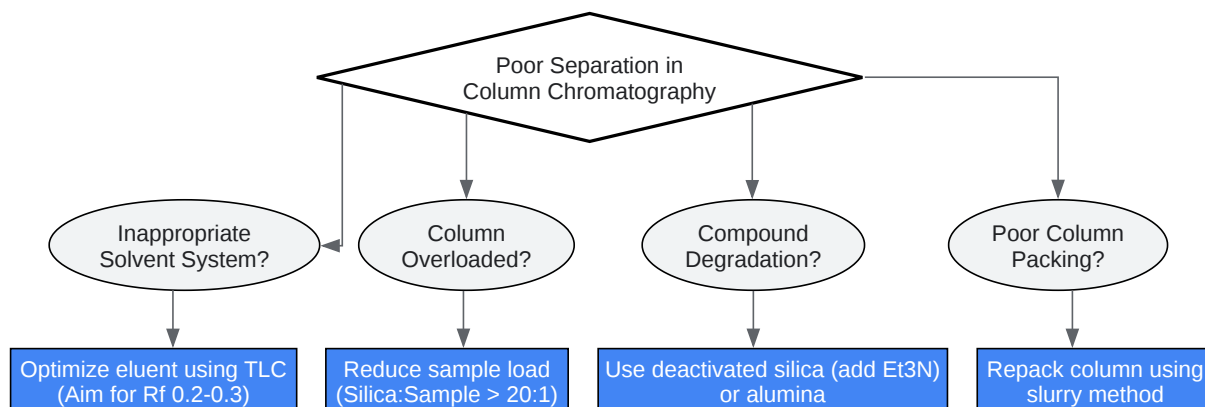 Poor Separation in
Column Chromatography
Inappropriate
Solvent System?
Column
Overloaded?
Compound
Degradation?
Poor Column
Packing?
Optimize eluent using TLC
(Aim for Rf 0.2-0.3)
Reduce sample load
(Silica:Sample > 20:1)
Use deactivated silica (add Et3N)
or alumina
Repack column using
slurry method